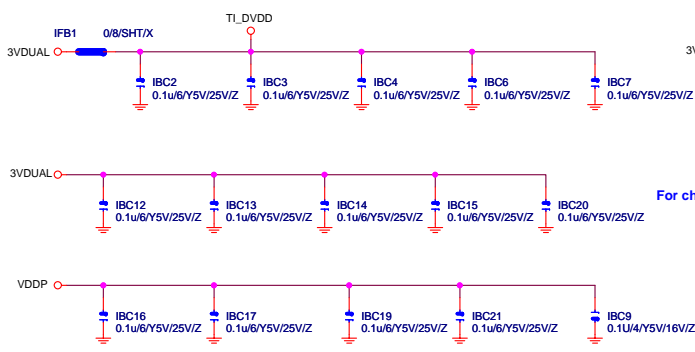 TI_DVDD
IFB1 0/8/SHT/X
3VDUAL
3V
IBC2 IBC3 IBC4 IBC6 IBC7
0.1u/6/Y5V/25V/Z 0.1u/6/Y5V/25V/Z 0.1u/6/Y5V/25V/Z 0.1u/6/Y5V/25V/Z 0.1u/6/Y5V/25V/Z
3VDUAL
For ch
IBC12 IBC13 IBC14 IBC15 IBC20
0.1u/6/Y5V/25V/Z 0.1u/6/Y5V/25V/Z 0.1u/6/Y5V/25V/Z 0.1u/6/Y5V/25V/Z 0.1u/6/Y5V/25V/Z
VDDP
IBC16 IBC17 IBC19 IBC21 IBC9
0.1u/6/Y5V/25V/Z 0.1u/6/Y5V/25V/Z 0.1u/6/Y5V/25V/Z 0.1u/6/Y5V/25V/Z 0.1U/4/Y5V/16V/Z